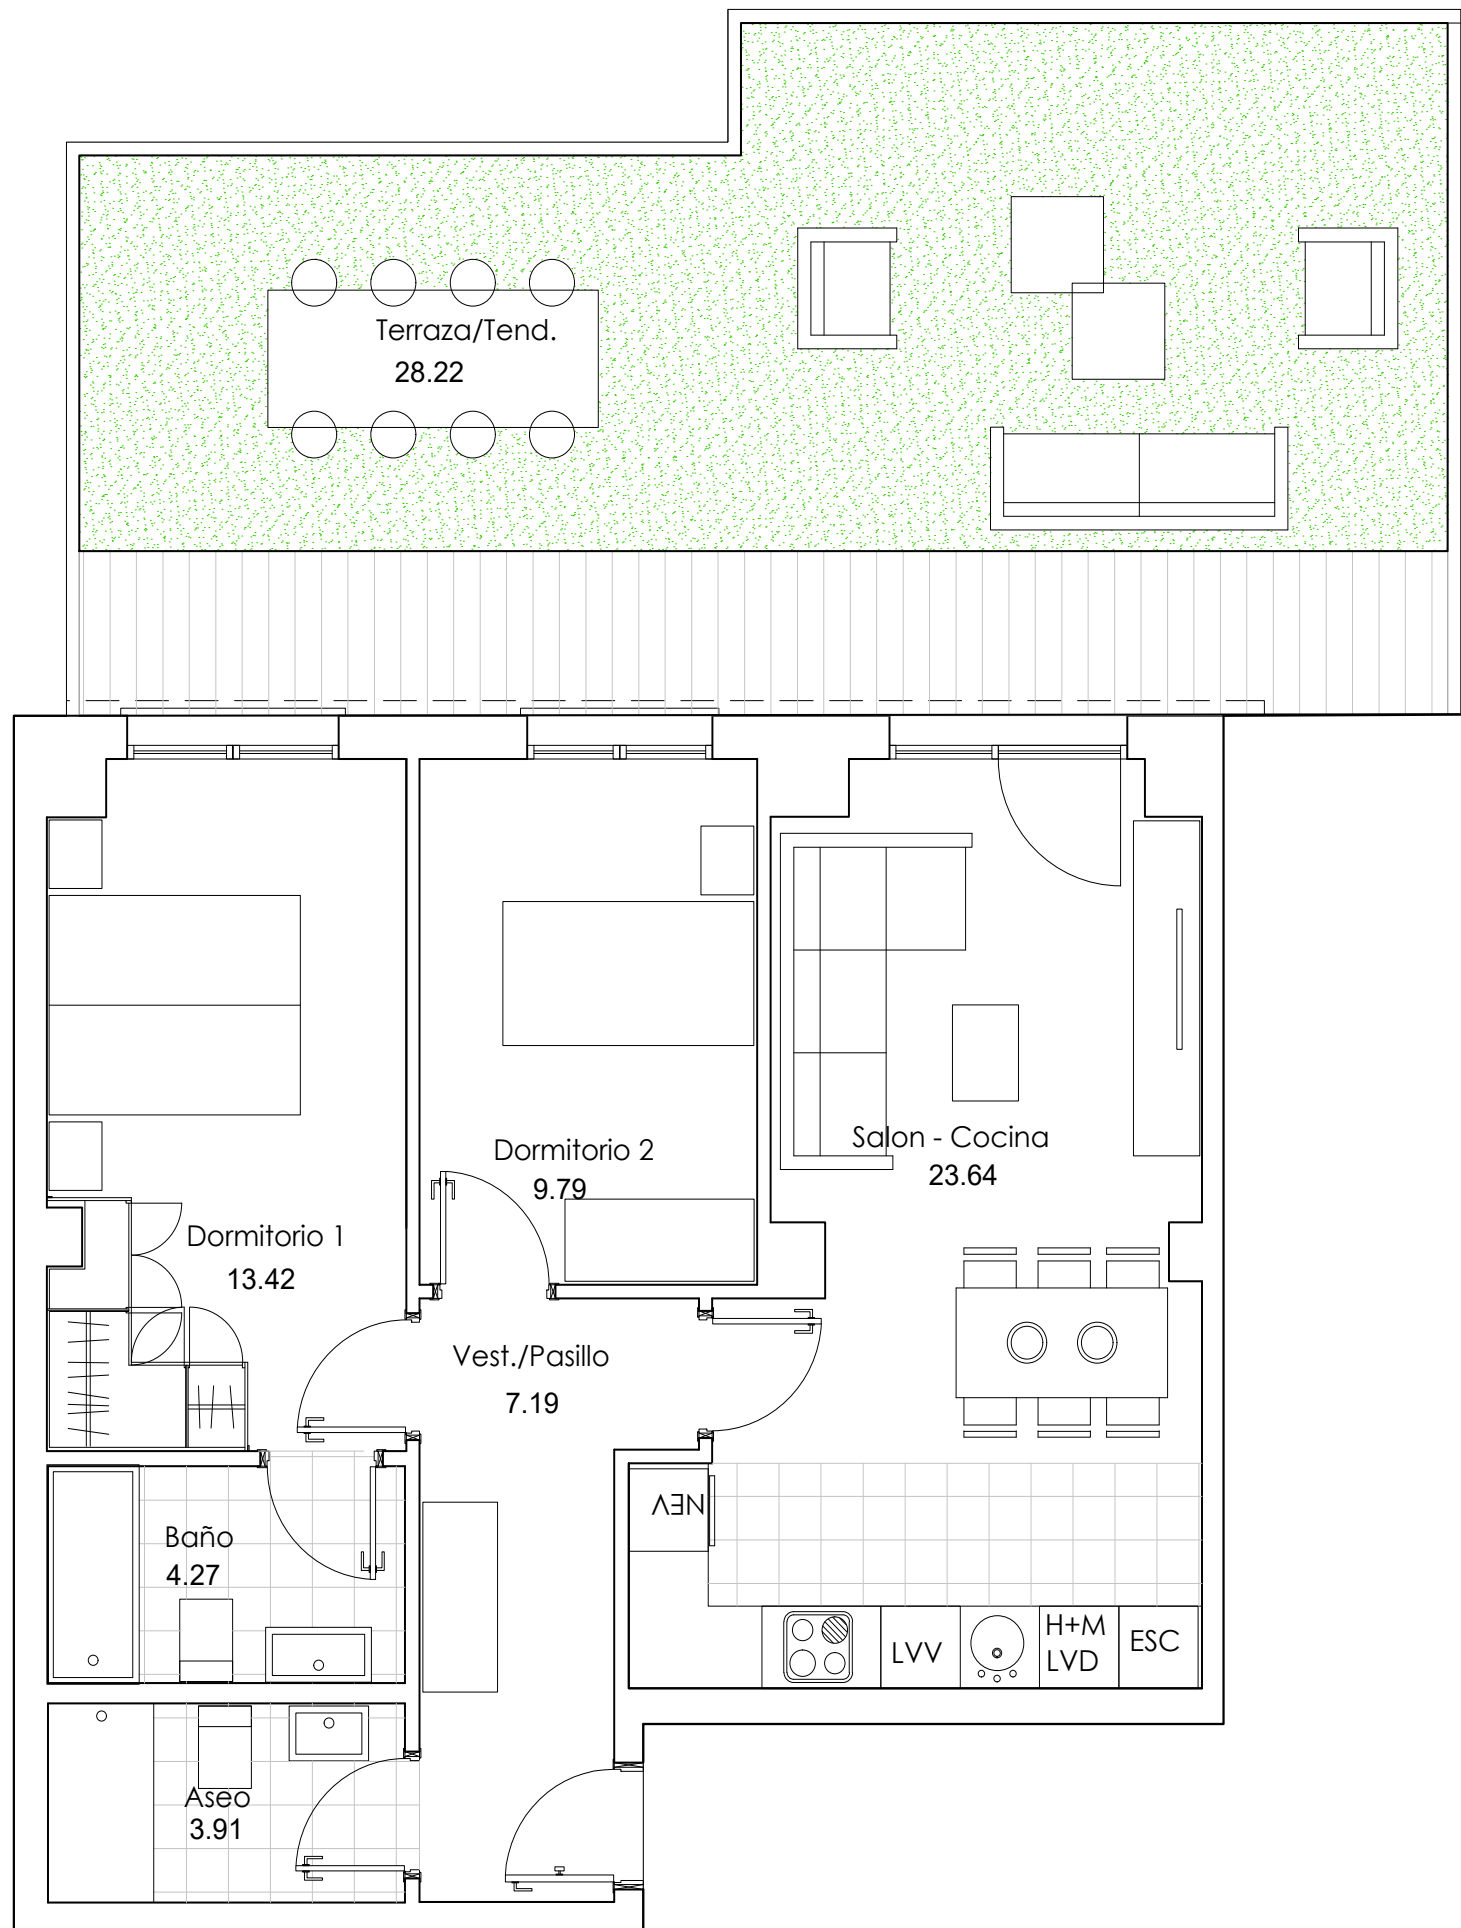 Terraza/Tend.
28.22
Dormitorio 2
9.79
Salon - Cocina
23.64
Dormitorio 1
13.42
Vest./Pasillo
7.19
NEV
Baño
4.27
LVV
H+M
LVD
ESC
Aseo
3.91